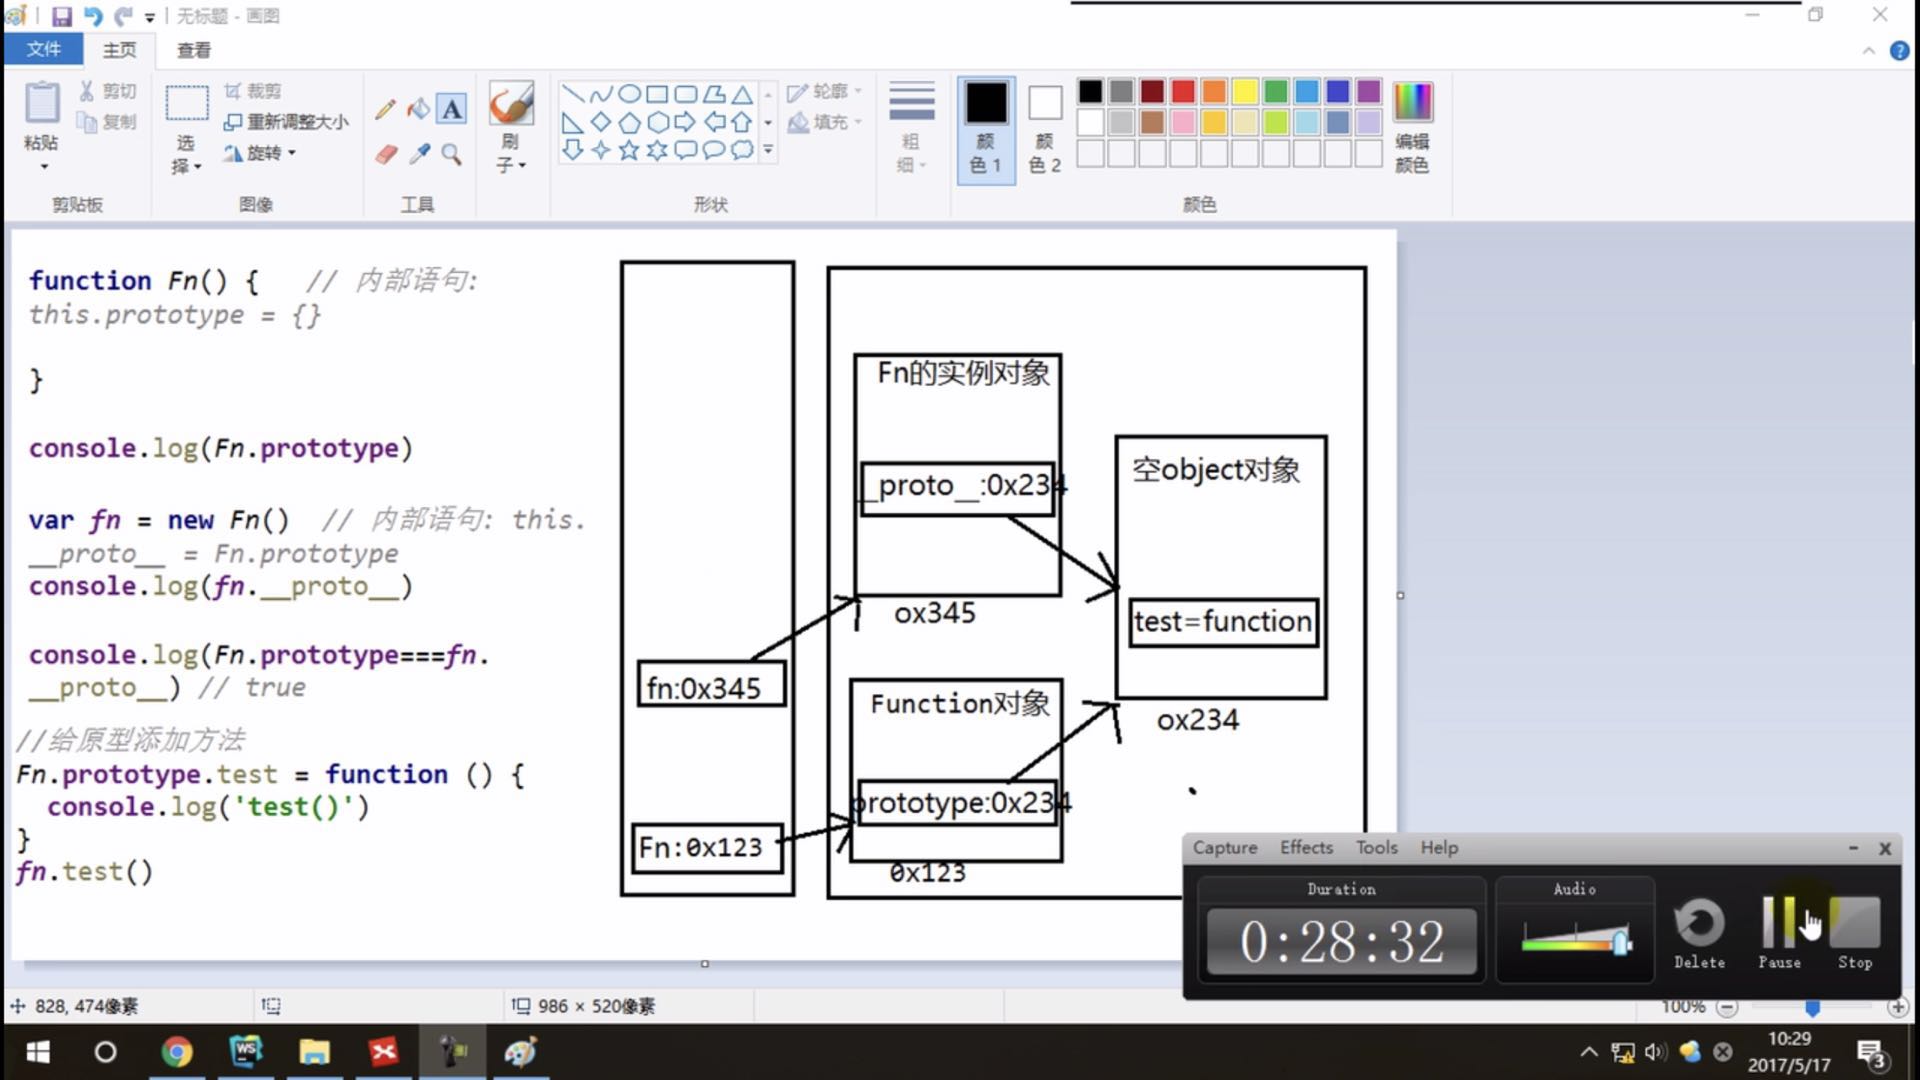 无标题 - 画图
文件 主页 查看
粘贴
剪切
复制
剪贴板
选择
裁剪
重新调整大小
旋转
图像
A
工具
刷子
形状
轮廓
填充
粗细
颜色 1
颜色 2
编辑颜色
颜色
function Fn() { // 内部语句:
this.prototype = {}
}
console.log(Fn.prototype)
var fn = new Fn() // 内部语句: this.
__proto__ = Fn.prototype
console.log(fn.__proto__)
console.log(Fn.prototype===fn.
__proto__) // true
//给原型添加方法
Fn.prototype.test = function () {
console.log('test()')
}
fn.test()
fn:0x345
Fn:0x123
Fn的实例对象
__proto__:0x234
ox345
Function对象
prototype:0x234
0x123
空object对象
test=function
ox234
Capture Effects Tools Help
Duration
0:28:32
Audio
Delete
Pause
Stop
828, 474像素
986 × 520像素
100%
WS
10:29
2017/5/17
3